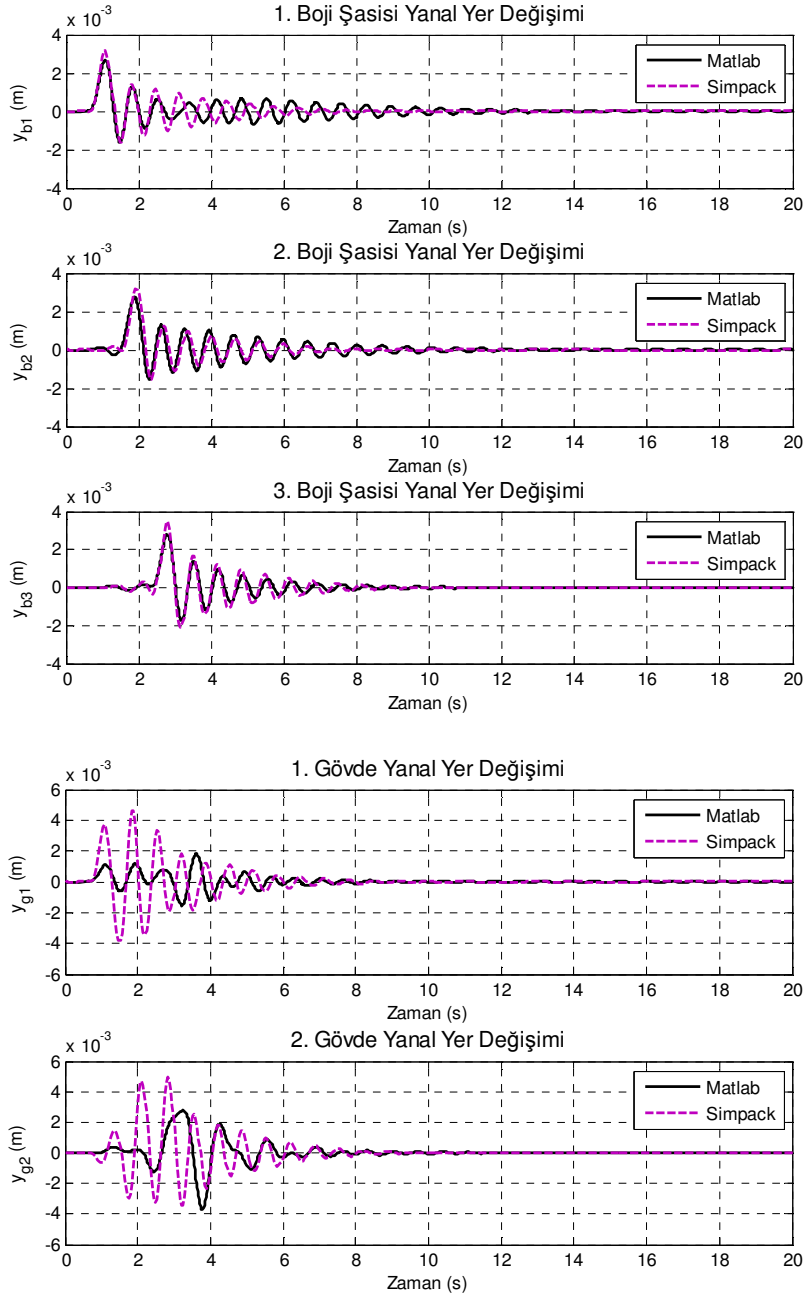 1. Boji Şasisi Yanal Yer Değişimi
x 10-3
4
2
0
-2
-4
y_b1 (m)
Matlab
Simpack
0 2 4 6 8 10 12 14 16 18 20
Zaman (s)
2. Boji Şasisi Yanal Yer Değişimi
x 10-3
4
2
0
-2
-4
y_b2 (m)
Matlab
Simpack
0 2 4 6 8 10 12 14 16 18 20
Zaman (s)
3. Boji Şasisi Yanal Yer Değişimi
x 10-3
4
2
0
-2
-4
y_b3 (m)
Matlab
Simpack
0 2 4 6 8 10 12 14 16 18 20
Zaman (s)
1. Gövde Yanal Yer Değişimi
x 10-3
6
4
2
0
-2
-4
-6
y_g1 (m)
Matlab
Simpack
0 2 4 6 8 10 12 14 16 18 20
Zaman (s)
2. Gövde Yanal Yer Değişimi
x 10-3
6
4
2
0
-2
-4
-6
y_g2 (m)
Matlab
Simpack
0 2 4 6 8 10 12 14 16 18 20
Zaman (s)